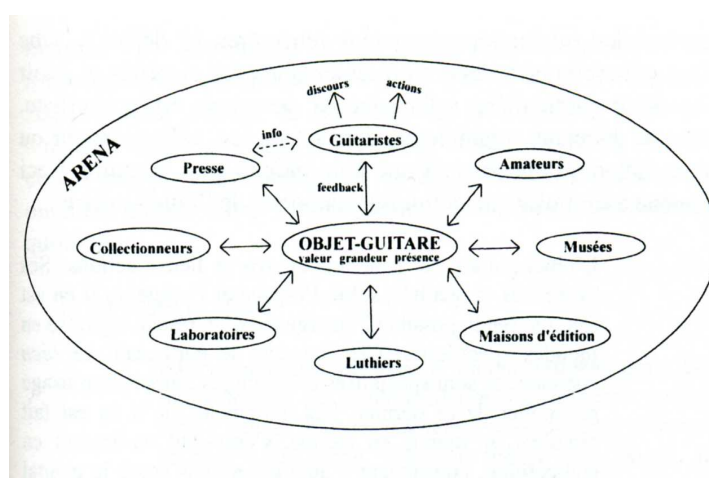 discours
actions
info
Guitaristes
ARENA
Presse
Amateurs
feedback
Collectionneurs
OBJET-GUITARE
valeur grandeur présence
Musées
Laboratoires
Luthiers
Maisons d'édition